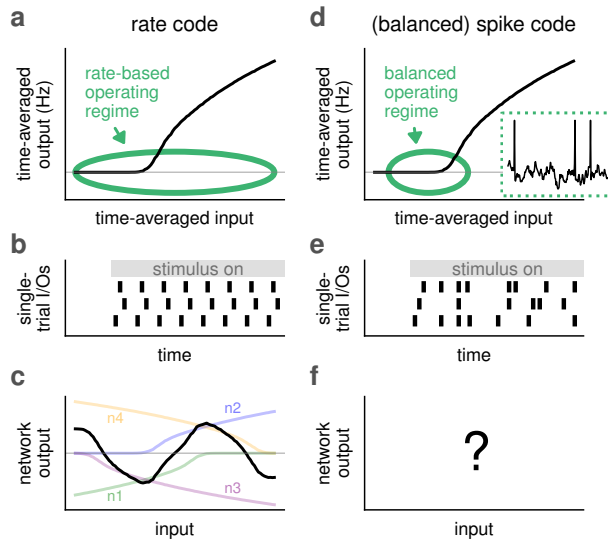 a
rate code
time-averaged
output (Hz)
rate-based
operating
regime
time-averaged input
d
(balanced) spike code
time-averaged
output (Hz)
balanced
operating
regime
time-averaged input
b
single-
trial I/Os
stimulus on
time
e
single-
trial I/Os
stimulus on
time
c
network
output
n4
n2
n1
n3
input
f
network
output
?
input